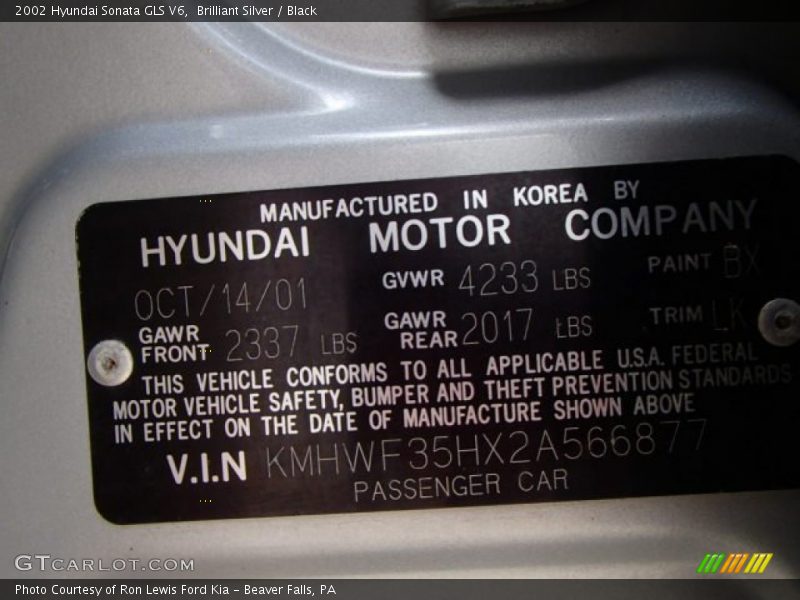 2002 Hyundai Sonata GLS V6, Brilliant Silver / Black
MANUFACTURED IN KOREA BY
HYUNDAI MOTOR COMPANY
OCT/14/01 GVWR 4233 LBS PAINT BX
GAWR FRONT 2337 LBS GAWR REAR 2017 LBS TRIM LK
THIS VEHICLE CONFORMS TO ALL APPLICABLE U.S.A. FEDERAL
MOTOR VEHICLE SAFETY, BUMPER AND THEFT PREVENTION STANDARDS
IN EFFECT ON THE DATE OF MANUFACTURE SHOWN ABOVE
V.I.N KMHWF35HX2A566877
PASSENGER CAR
GTCARLOT.COM
Photo Courtesy of Ron Lewis Ford Kia - Beaver Falls, PA